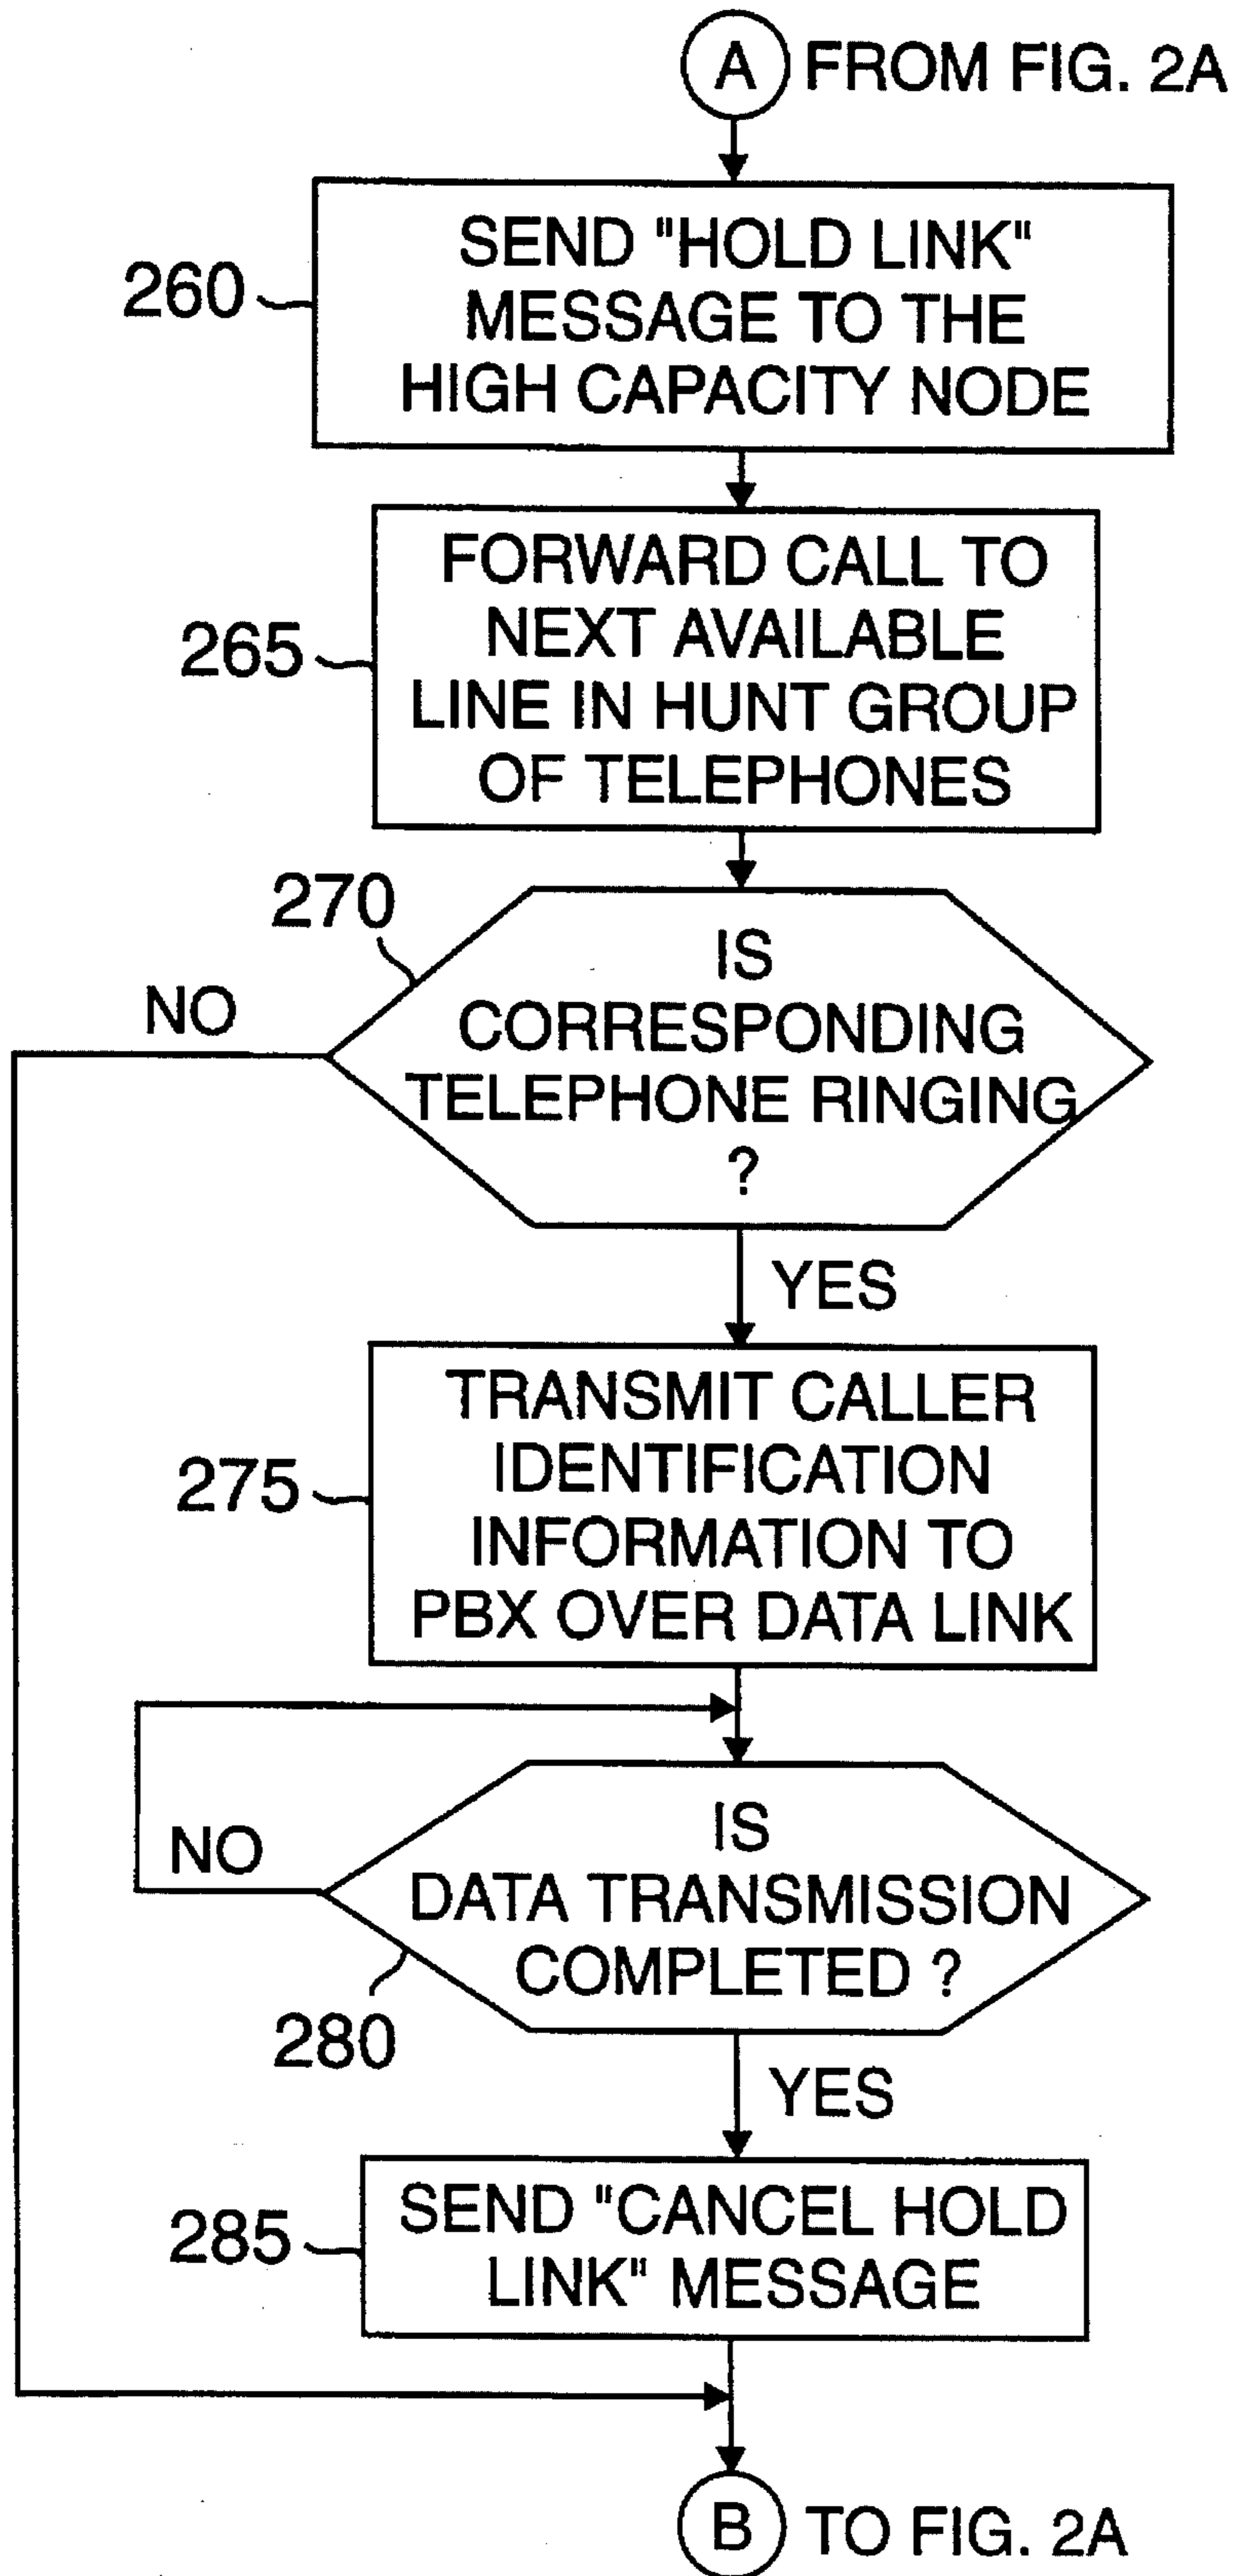 A FROM FIG. 2A
260
SEND "HOLD LINK"
MESSAGE TO THE
HIGH CAPACITY NODE
265
FORWARD CALL TO
NEXT AVAILABLE
LINE IN HUNT GROUP
OF TELEPHONES
270
NO
IS
CORRESPONDING
TELEPHONE RINGING
?
YES
275
TRANSMIT CALLER
IDENTIFICATION
INFORMATION TO
PBX OVER DATA LINK
NO
IS
DATA TRANSMISSION
COMPLETED ?
280
YES
285
SEND "CANCEL HOLD
LINK" MESSAGE
B TO FIG. 2A